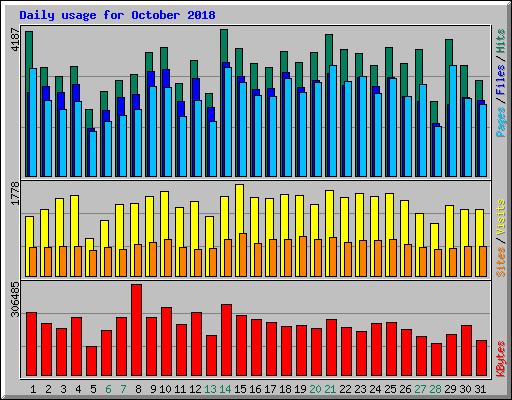 Daily usage for October 2018
4187
Pages / Files / Hits
1778
Sites / Visits
306485
KBytes
1 2 3 4 5 6 7 8 9 10 11 12 13 14 15 16 17 18 19 20 21 22 23 24 25 26 27 28 29 30 31